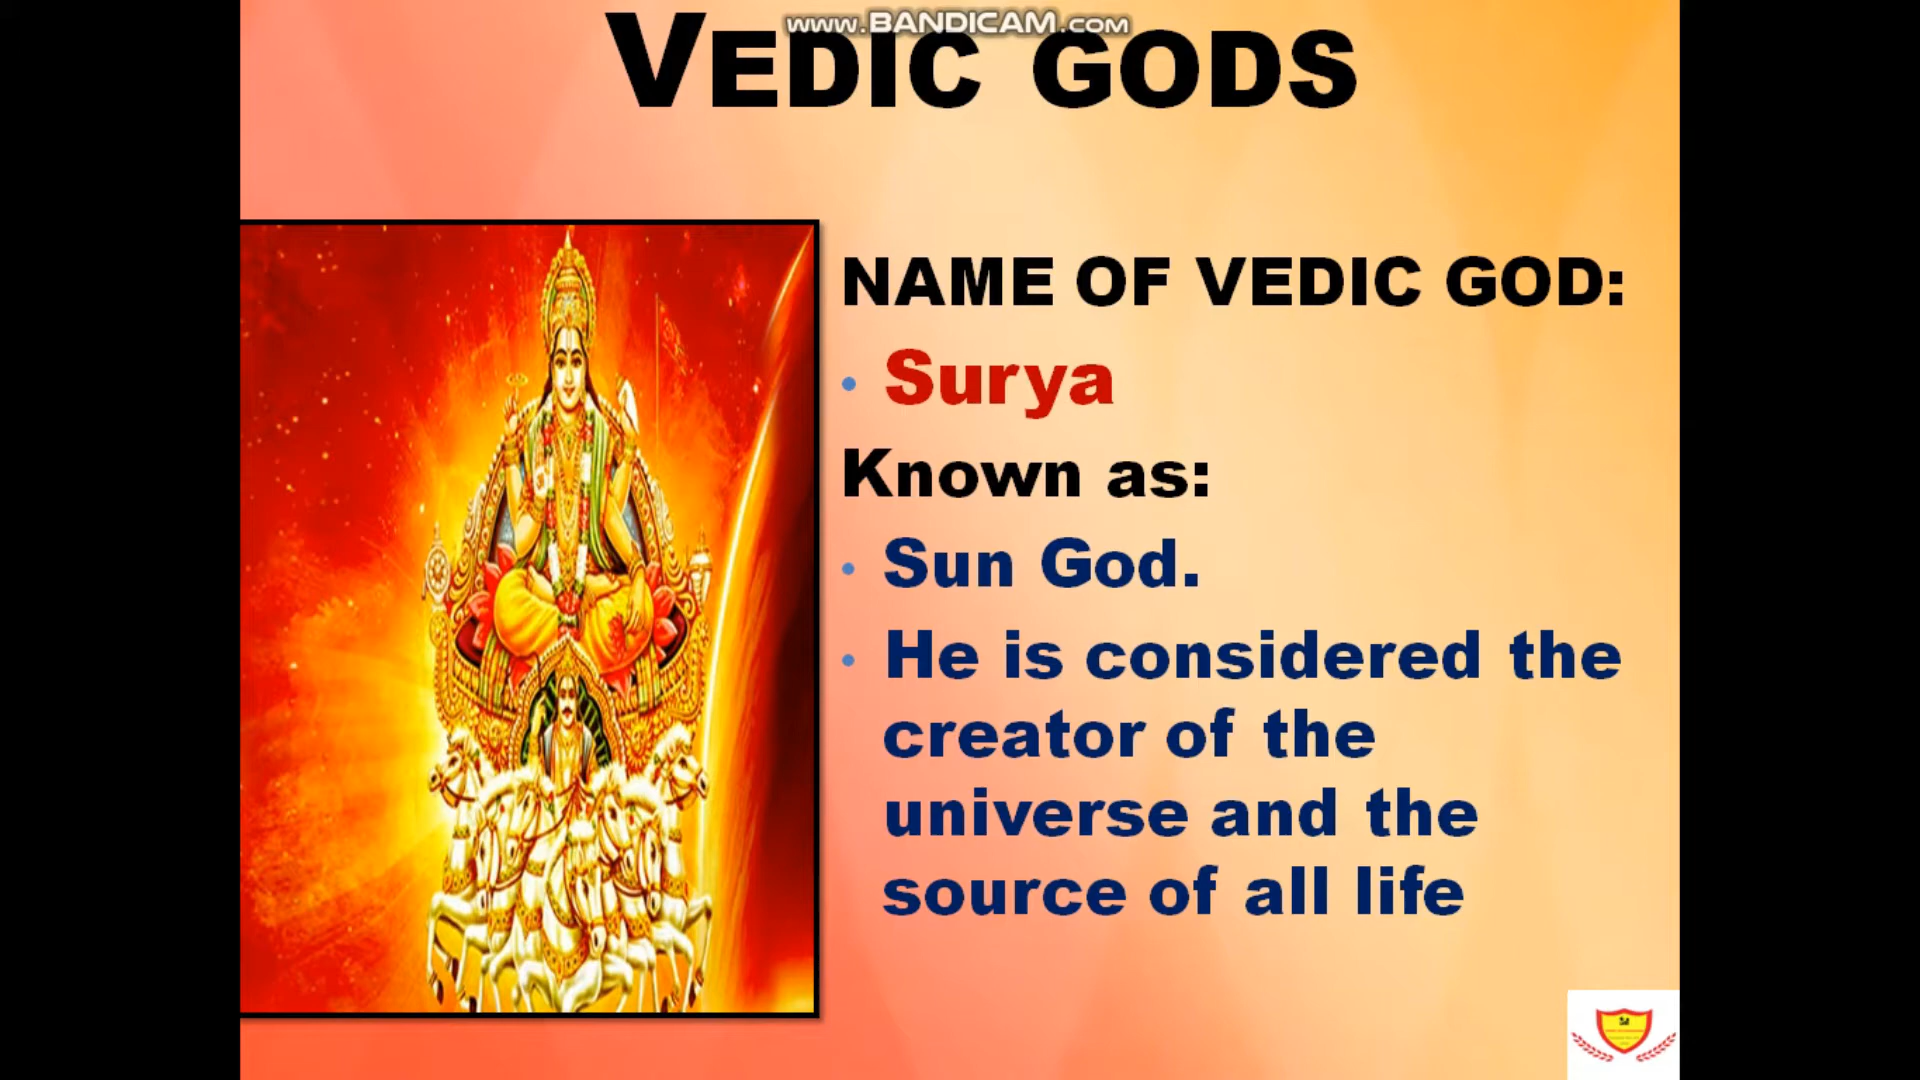 www.BANDICAM.com
VEDIC GODS
NAME OF VEDIC GOD:
• Surya
Known as:
• Sun God.
• He is considered the
creator of the
universe and the
source of all life